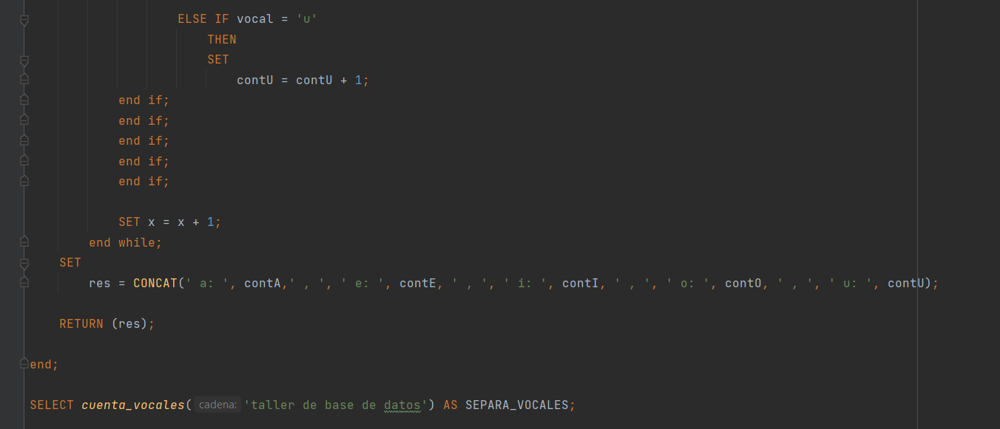 ELSE IF vocal = 'u'
THEN
SET
contU = contU + 1;
end if;
end if;
end if;
end if;
end if;
SET x = x + 1;
end while;
SET
res = CONCAT(' a: ', contA,' , ', ' e: ', contE, ' , ', ' i: ', contI, ' , ', ' o: ', contO, ' , ', ' u: ', contU);
RETURN (res);
end;
SELECT cuenta_vocales( cadena: 'taller de base de datos') AS SEPARA_VOCALES;